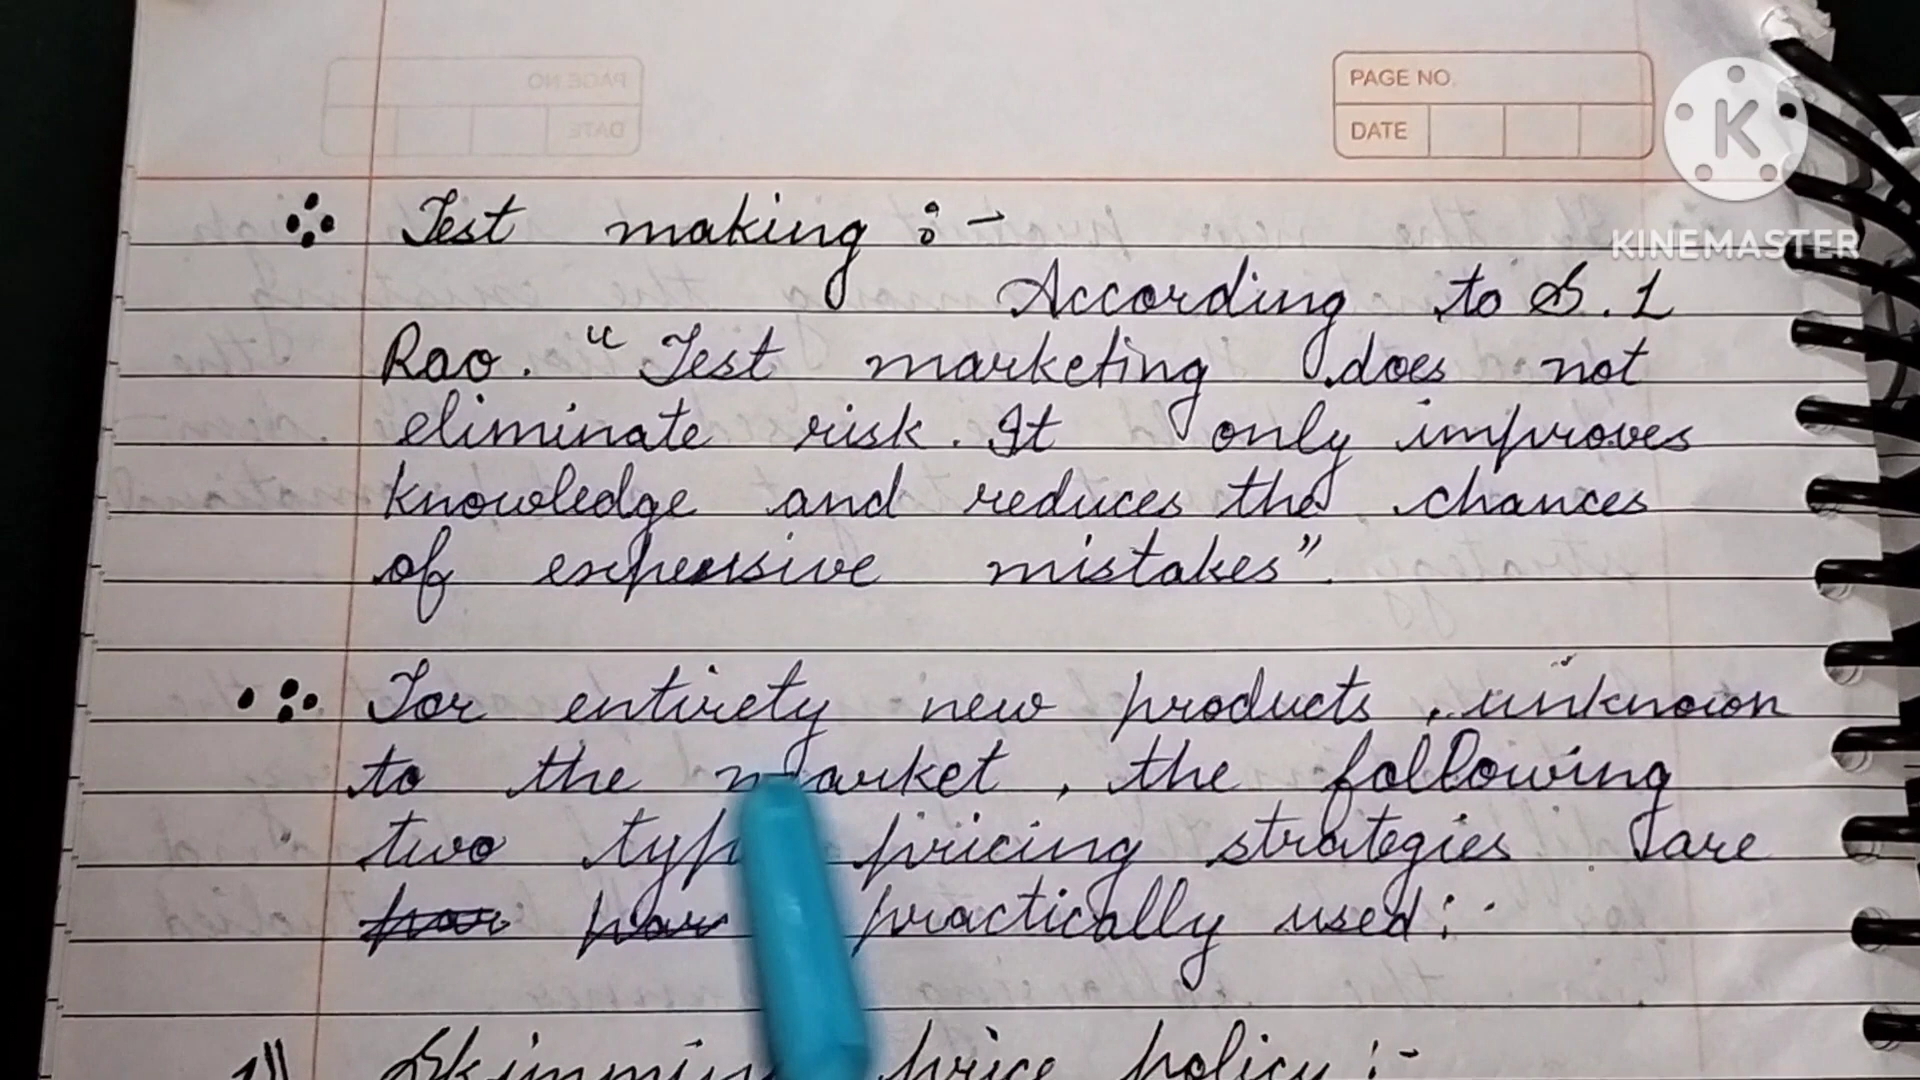 PAGE NO.
DATE
K
KINEMASTER
Test making :-
According to S. L
Rao. " Test marketing does not
eliminate risk. It only improves
knowledge and reduces the chances
of expensive mistakes".
For entirety new products, unknown
to the market, the following
two pricing strategies are
practically used:-
1) Skimming price policy :-